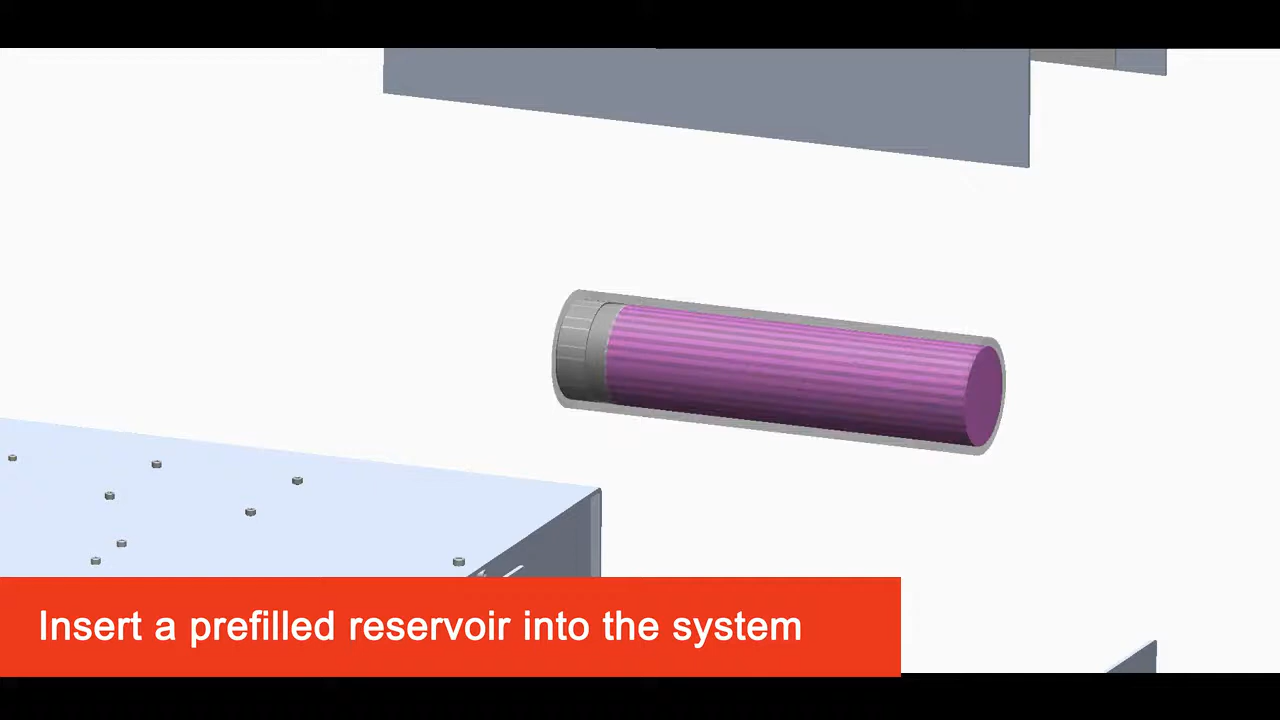 Insert a prefilled reservoir into the system